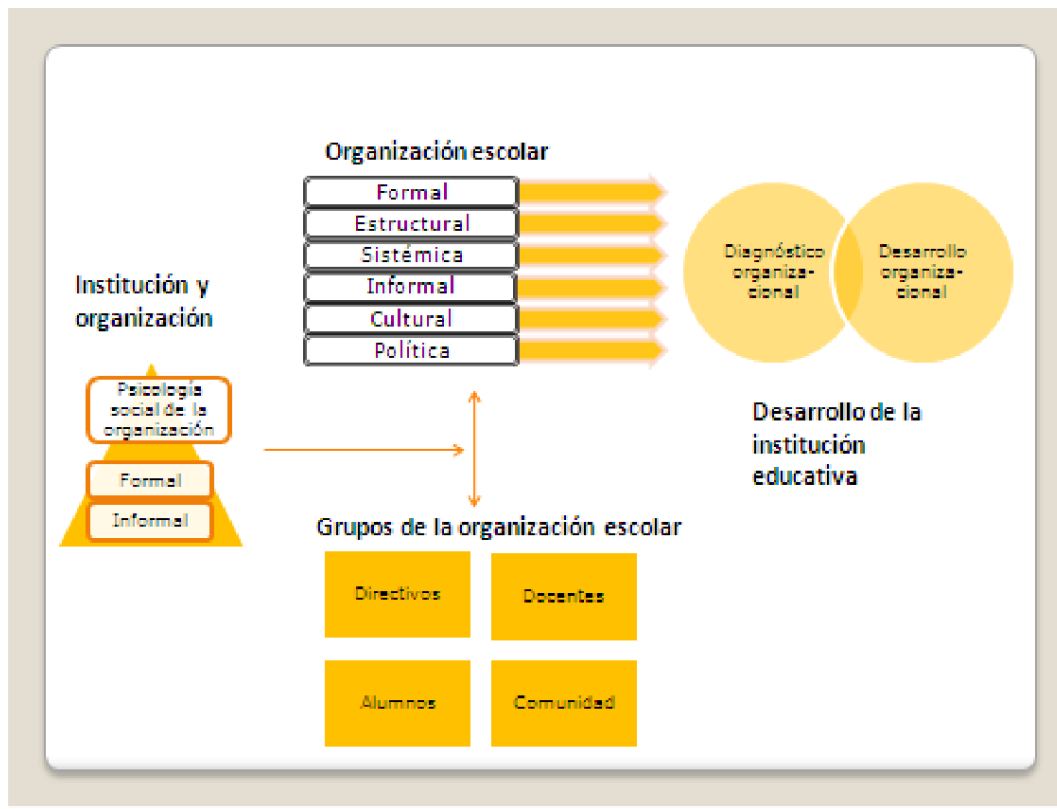 Organización escolar
Formal
Estructural
Sistémica
Informal
Cultural
Política
Institución y
organización
Psicología
social de la
organización
Formal
Informal
Diagnóstico
organiza-
cional
Desarrollo
organiza-
cional
Desarrollo de la
institución
educativa
Grupos de la organización escolar
Directivos
Docentes
Alumnos
Comunidad